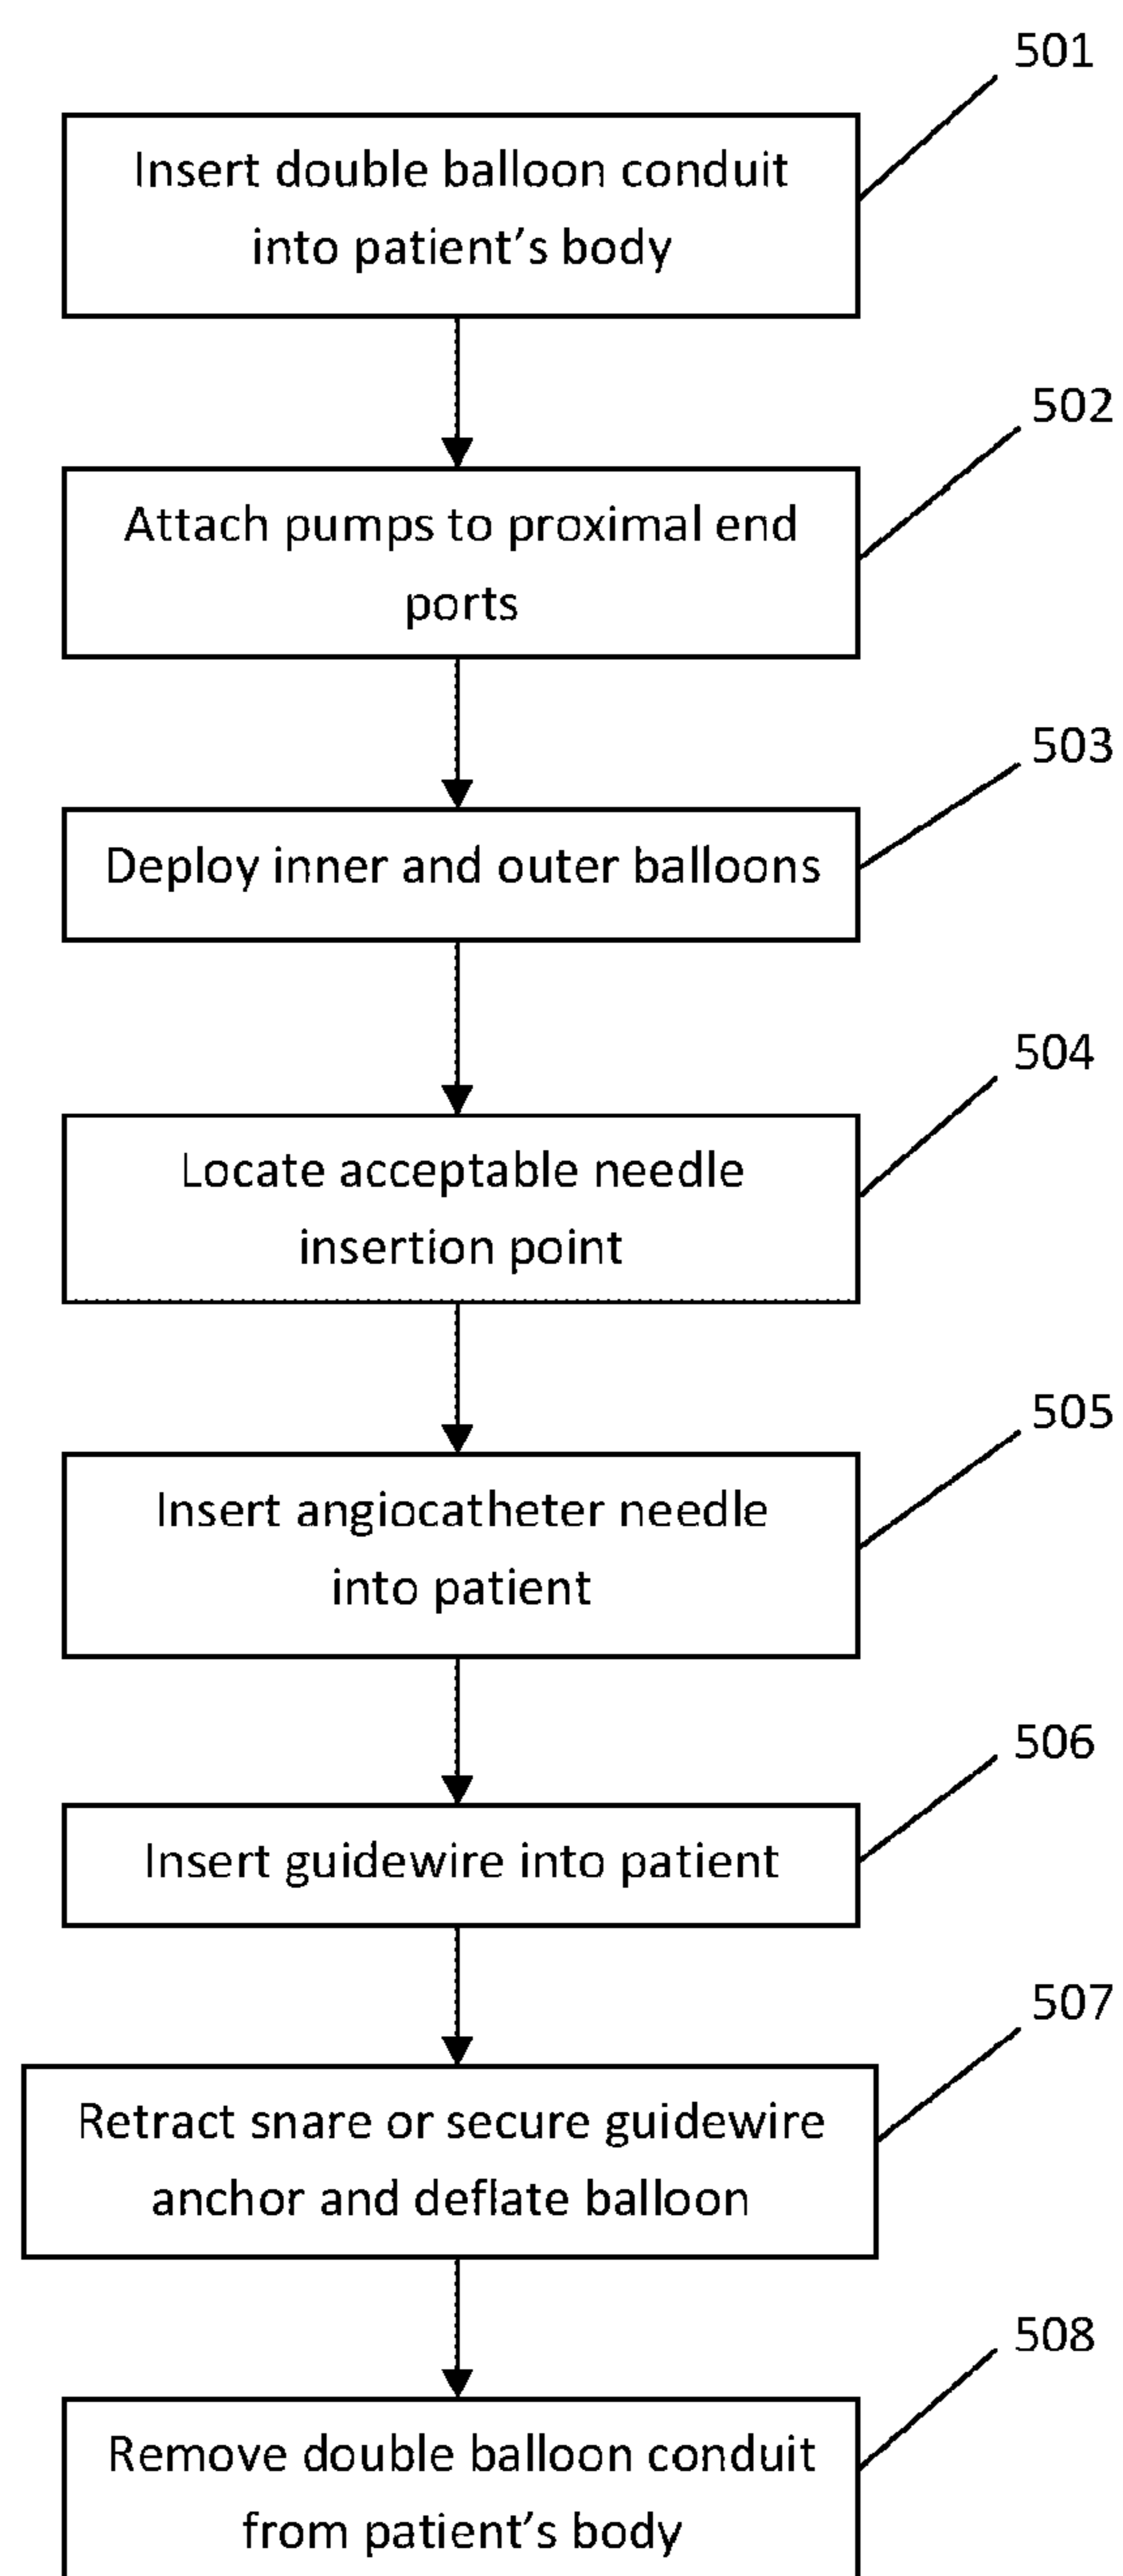 501
Insert double balloon conduit
into patient's body
502
Attach pumps to proximal end
ports
503
Deploy inner and outer balloons
504
Locate acceptable needle
insertion point
505
Insert angiocatheter needle
into patient
506
Insert guidewire into patient
507
Retract snare or secure guidewire
anchor and deflate balloon
508
Remove double balloon conduit
from patient's body